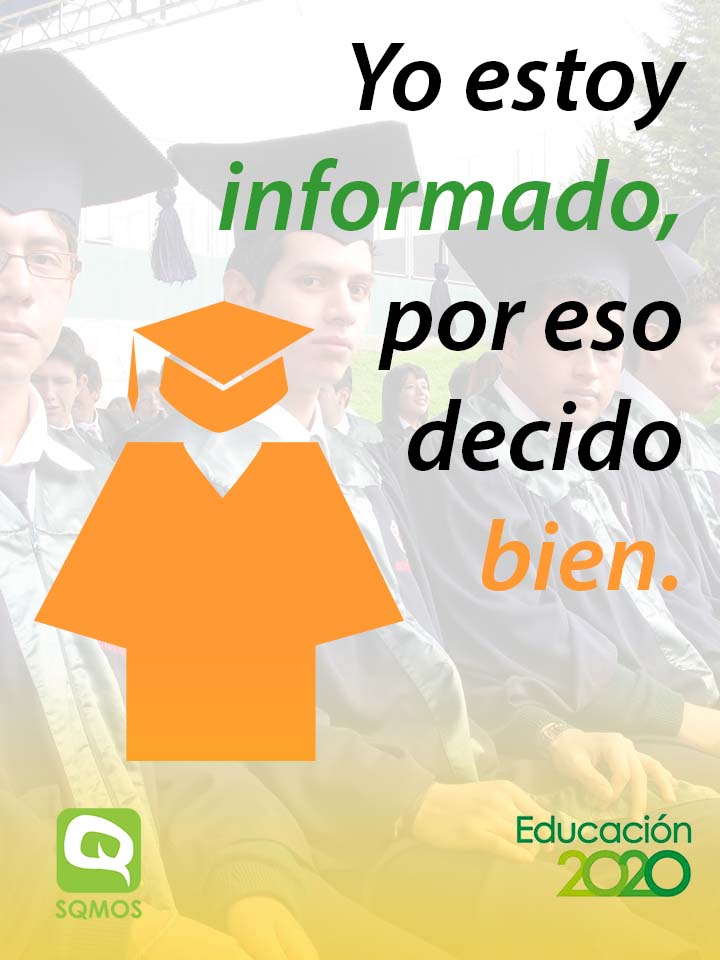 Yo estoy
informado,
por eso
decido
bien.
SQMOS
Educación
2020